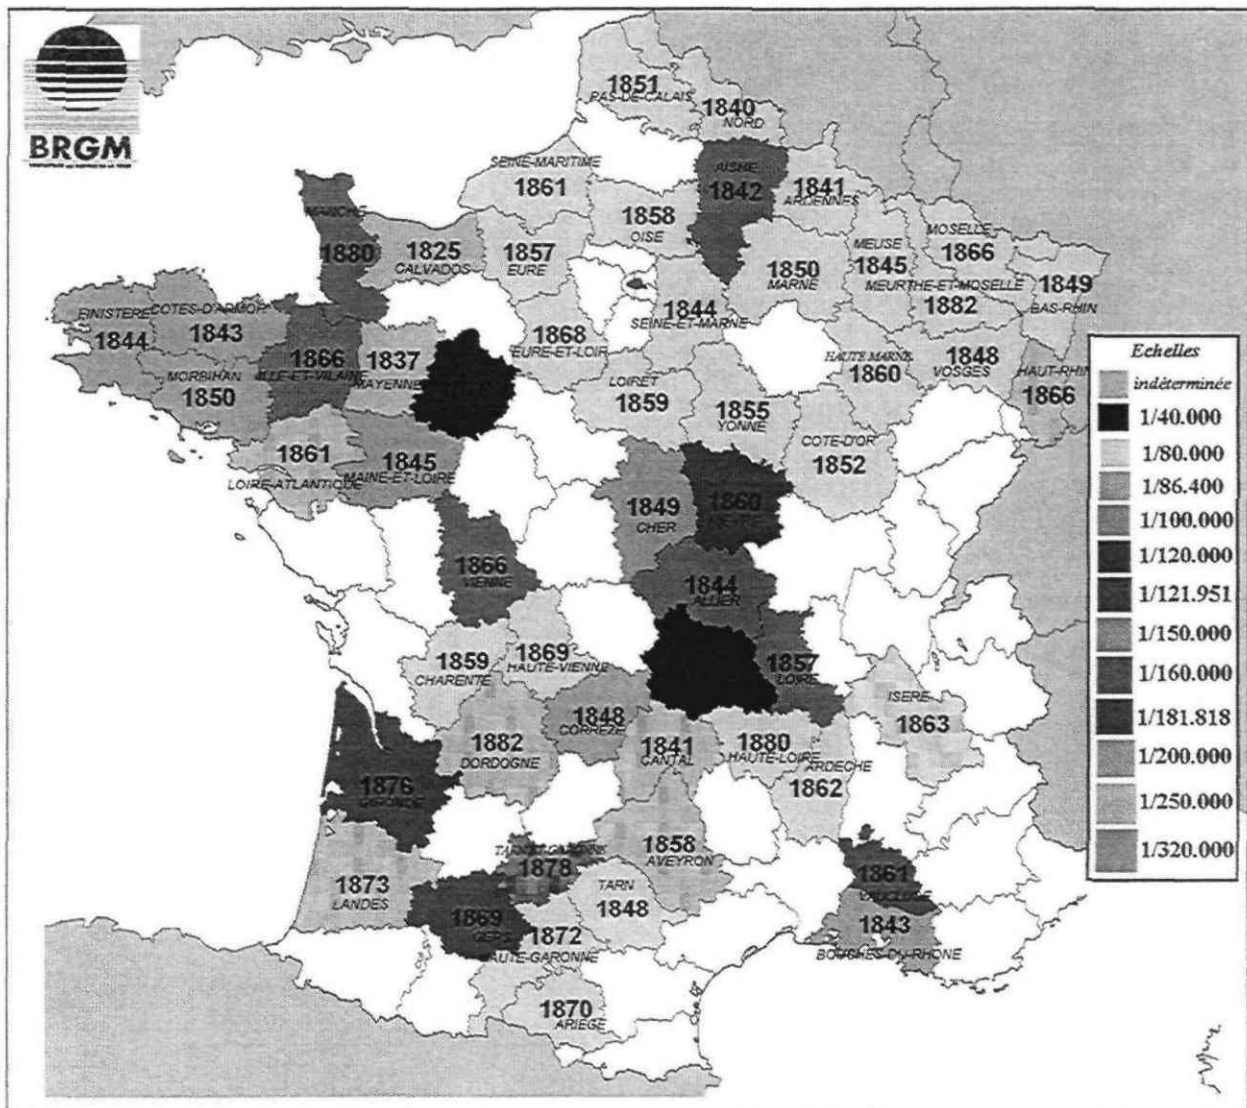 BRGM
1851
PAS-DE-CALAIS
1840
NORD
SEINE-MARITIME
1861
AISNE
1842
1841
ARDENNES
1858
OISE
MANCHE
1880
1825
CALVADOS
1857
EURE
MEUSE
1845
MOSELLE
1866
1850
MARNE
MEURTHE-ET-MOSELLE
1882
1849
BAS-RHIN
1844
SEINE-ET-MARNE
FINISTERE
1844
COTES-D'ARMOR
1843
1866
ILLE-ET-VILAINE
1837
MAYENNE
1868
EURE-ET-LOIR
HAUTE MARNE
1860
1848
VOSGES
HAUT-RHIN
1866
MORBIHAN
1850
LOIRET
1859
1855
YONNE
COTE-D'OR
1852
1861
LOIRE-ATLANTIQUE
1845
MAINE-ET-LOIRE
1849
CHER
1860
NIEVRE
1866
VIENNE
1844
ALLIER
1859
CHARENTE
1869
HAUTE-VIENNE
1857
LOIRE
ISERE
1863
1848
CORREZE
1882
DORDOGNE
1841
CANTAL
1880
HAUTE-LOIRE
ARDECHE
1862
1876
GIRONDE
1858
AVEYRON
TARN-ET-GARONNE
1878
1873
LANDES
TARN
1848
1861
VAUCLUSE
1869
GERS
1872
HAUTE-GARONNE
1843
BOUCHES-DU-RHONE
1870
ARIEGE
Echelles
indéterminée
1/40.000
1/80.000
1/86.400
1/100.000
1/120.000
1/121.951
1/150.000
1/160.000
1/181.818
1/200.000
1/250.000
1/320.000